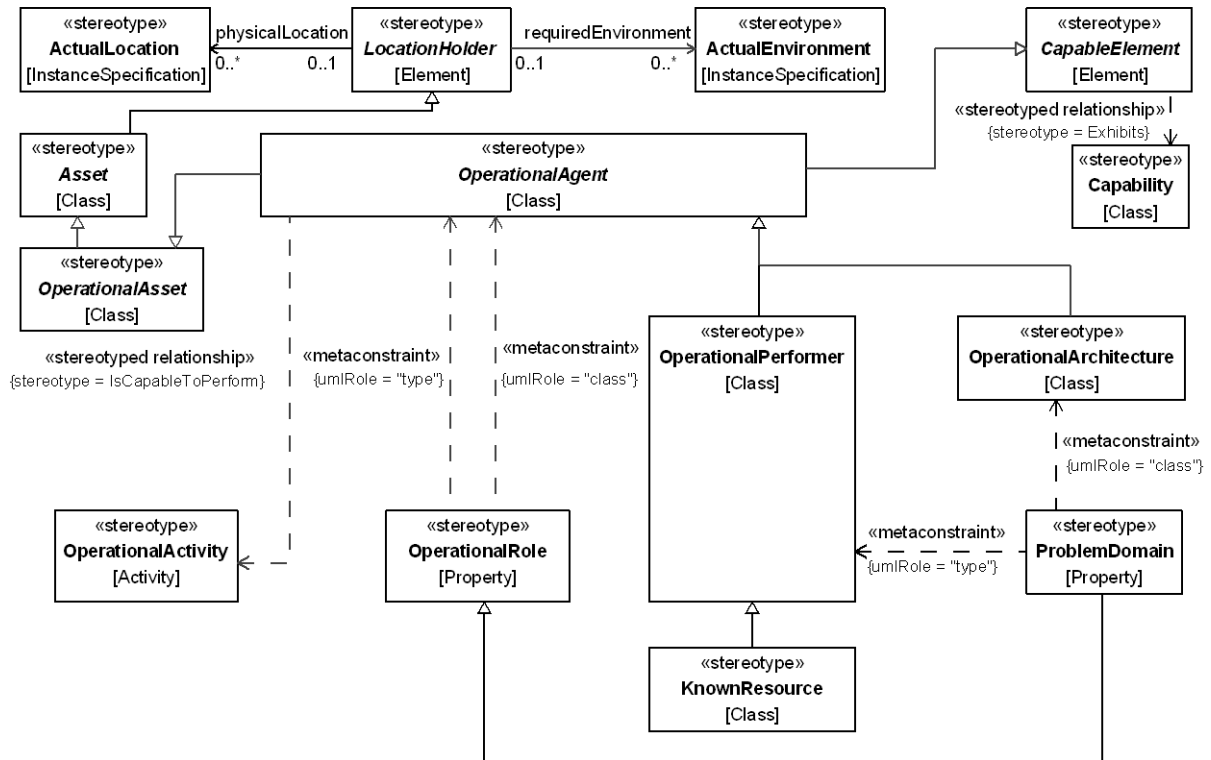 «stereotype»
ActualLocation
[InstanceSpecification]
physicalLocation
0..*
0..1
«stereotype»
LocationHolder
[Element]
requiredEnvironment
0..1
0..*
«stereotype»
ActualEnvironment
[InstanceSpecification]
«stereotype»
CapableElement
[Element]
«stereotyped relationship»
{stereotype = Exhibits}
«stereotype»
Capability
[Class]
«stereotype»
Asset
[Class]
«stereotype»
OperationalAgent
[Class]
«stereotype»
OperationalAsset
[Class]
«stereotyped relationship»
{stereotype = IsCapableToPerform}
«metaconstraint»
{umlRole = "type"}
«metaconstraint»
{umlRole = "class"}
«stereotype»
OperationalPerformer
[Class]
«stereotype»
OperationalArchitecture
[Class]
«metaconstraint»
{umlRole = "class"}
«stereotype»
OperationalActivity
[Activity]
«stereotype»
OperationalRole
[Property]
«metaconstraint»
{umlRole = "type"}
«stereotype»
ProblemDomain
[Property]
«stereotype»
KnownResource
[Class]